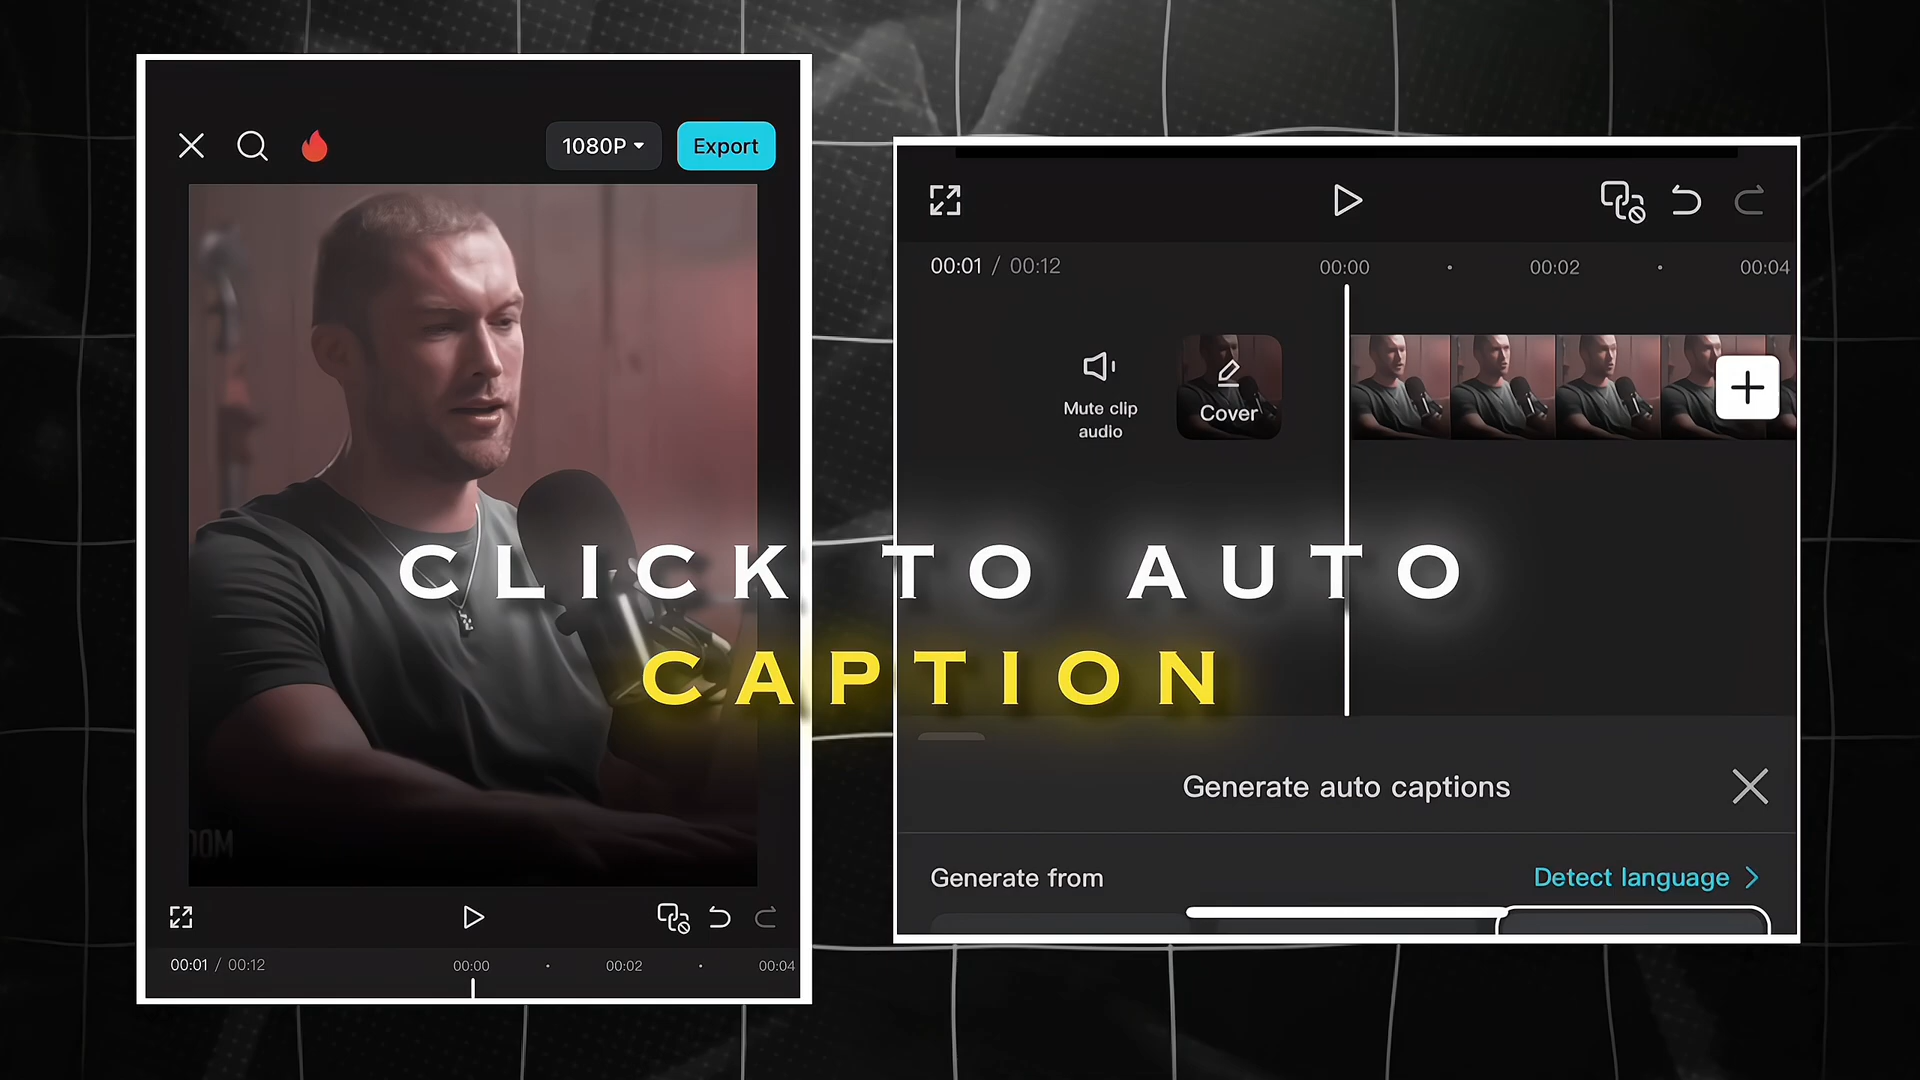 1080P
Export
OOM
00:01 / 00:12
00:00
00:02
00:04
00:01 / 00:12
00:00
00:02
00:04
Mute clip
audio
Cover
CLICK TO AUTO
CAPTION
Generate auto captions
Generate from
Detect language